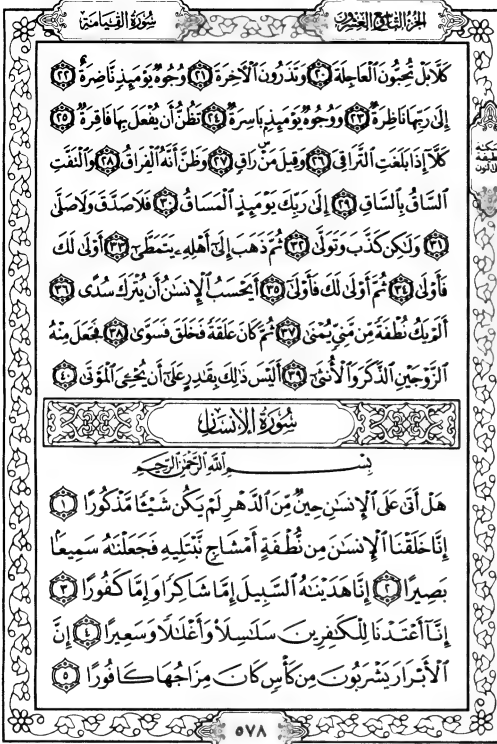 سُورَةُ القِيَامَةِ
الجزء التاسع والعشرون
كَلَّا بَلْ تُحِبُّونَ ٱلْعَاجِلَةَ ۝٢٠ وَتَذَرُونَ ٱلْأَخِرَةَ ۝٢١ وُجُوهٌ يَوْمَئِذٍ نَّاضِرَةٌ ۝٢٢
إِلَىٰ رَبِّهَا نَاظِرَةٌ ۝٢٣ وَوُجُوهٌ يَوْمَئِذٍۭ بَاسِرَةٌ ۝٢٤ تَظُنُّ أَن يُفْعَلَ بِهَا فَاقِرَةٌ ۝٢٥
كَلَّآ إِذَا بَلَغَتِ ٱلتَّرَاقِىَ ۝٢٦ وَقِيلَ مَنْۜ رَاقٍ ۝٢٧ وَظَنَّ أَنَّهُ ٱلْفِرَاقُ ۝٢٨ وَٱلْتَفَّتِ
ٱلسَّاقُ بِٱلسَّاقِ ۝٢٩ إِلَىٰ رَبِّكَ يَوْمَئِذٍ ٱلْمَسَاقُ ۝٣٠ فَلَا صَدَّقَ وَلَا صَلَّىٰ
۝٣١ وَلَٰكِن كَذَّبَ وَتَوَلَّىٰ ۝٣٢ ثُمَّ ذَهَبَ إِلَىٰٓ أَهْلِهِۦ يَتَمَطَّىٰٓ ۝٣٣ أَوْلَىٰ لَكَ
فَأَوْلَىٰ ۝٣٤ ثُمَّ أَوْلَىٰ لَكَ فَأَوْلَىٰٓ ۝٣٥ أَيَحْسَبُ ٱلْإِنسَٰنُ أَن يُتْرَكَ سُدًى ۝٣٦
أَلَمْ يَكُ نُطْفَةً مِّن مَّنِىٍّ يُمْنَىٰ ۝٣٧ ثُمَّ كَانَ عَلَقَةً فَخَلَقَ فَسَوَّىٰ ۝٣٨ فَجَعَلَ مِنْهُ
ٱلزَّوْجَيْنِ ٱلذَّكَرَ وَٱلْأُنثَىٰٓ ۝٣٩ أَلَيْسَ ذَٰلِكَ بِقَٰدِرٍ عَلَىٰٓ أَن يُحْـِۧىَ ٱلْمَوْتَىٰ ۝٤٠
سُورَةُ الإِنسَانِ
بِسْمِ ٱللَّهِ ٱلرَّحْمَٰنِ ٱلرَّحِيمِ
هَلْ أَتَىٰ عَلَى ٱلْإِنسَٰنِ حِينٌ مِّنَ ٱلدَّهْرِ لَمْ يَكُن شَيْـًٔا مَّذْكُورًا ۝١
إِنَّا خَلَقْنَا ٱلْإِنسَٰنَ مِن نُّطْفَةٍ أَمْشَاجٍ نَّبْتَلِيهِ فَجَعَلْنَٰهُ سَمِيعًۢا
بَصِيرًا ۝٢ إِنَّا هَدَيْنَٰهُ ٱلسَّبِيلَ إِمَّا شَاكِرًا وَإِمَّا كَفُورًا ۝٣
إِنَّآ أَعْتَدْنَا لِلْكَٰفِرِينَ سَلَٰسِلَا۟ وَأَغْلَٰلًا وَسَعِيرًا ۝٤ إِنَّ
ٱلْأَبْرَارَ يَشْرَبُونَ مِن كَأْسٍ كَانَ مِزَاجُهَا كَافُورًا ۝٥
٥٧٨